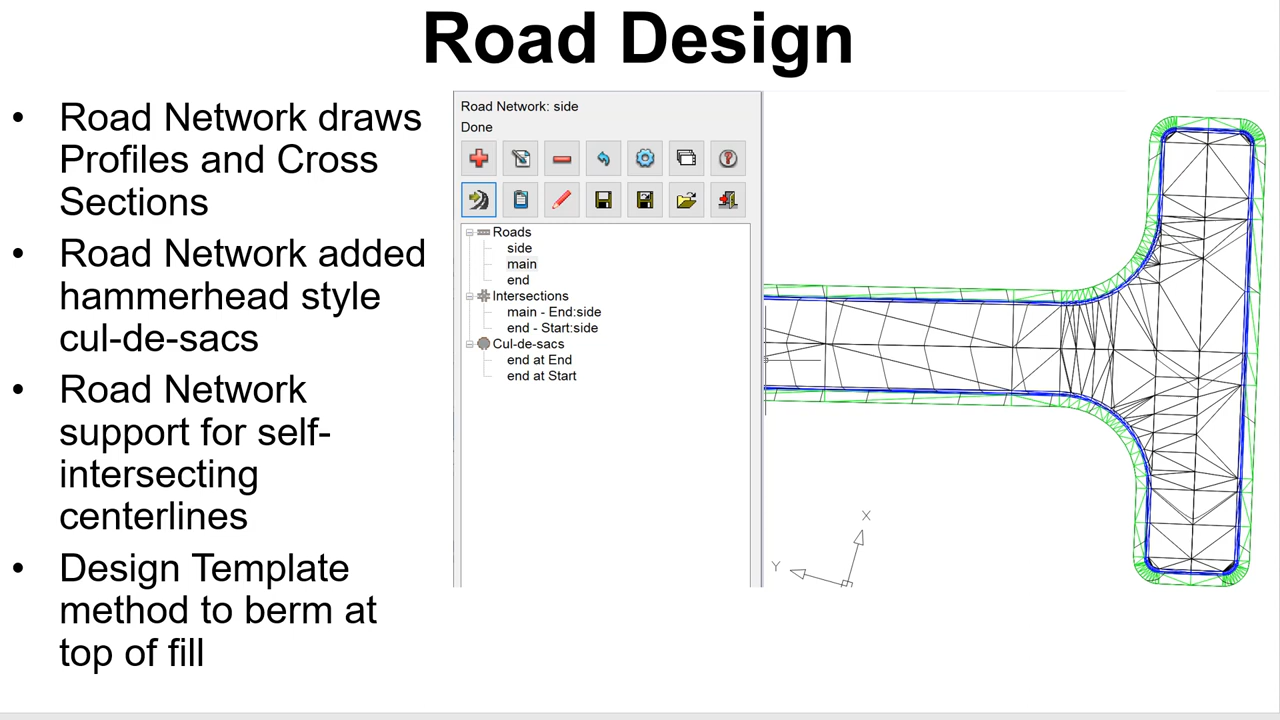 Road Design
• Road Network draws
Profiles and Cross
Sections
• Road Network added
hammerhead style
cul-de-sacs
• Road Network
support for self-
intersecting
centerlines
• Design Template
method to berm at
top of fill
Road Network: side
Done
Roads
side
main
end
Intersections
main - End:side
end - Start:side
Cul-de-sacs
end at End
end at Start
X
Y